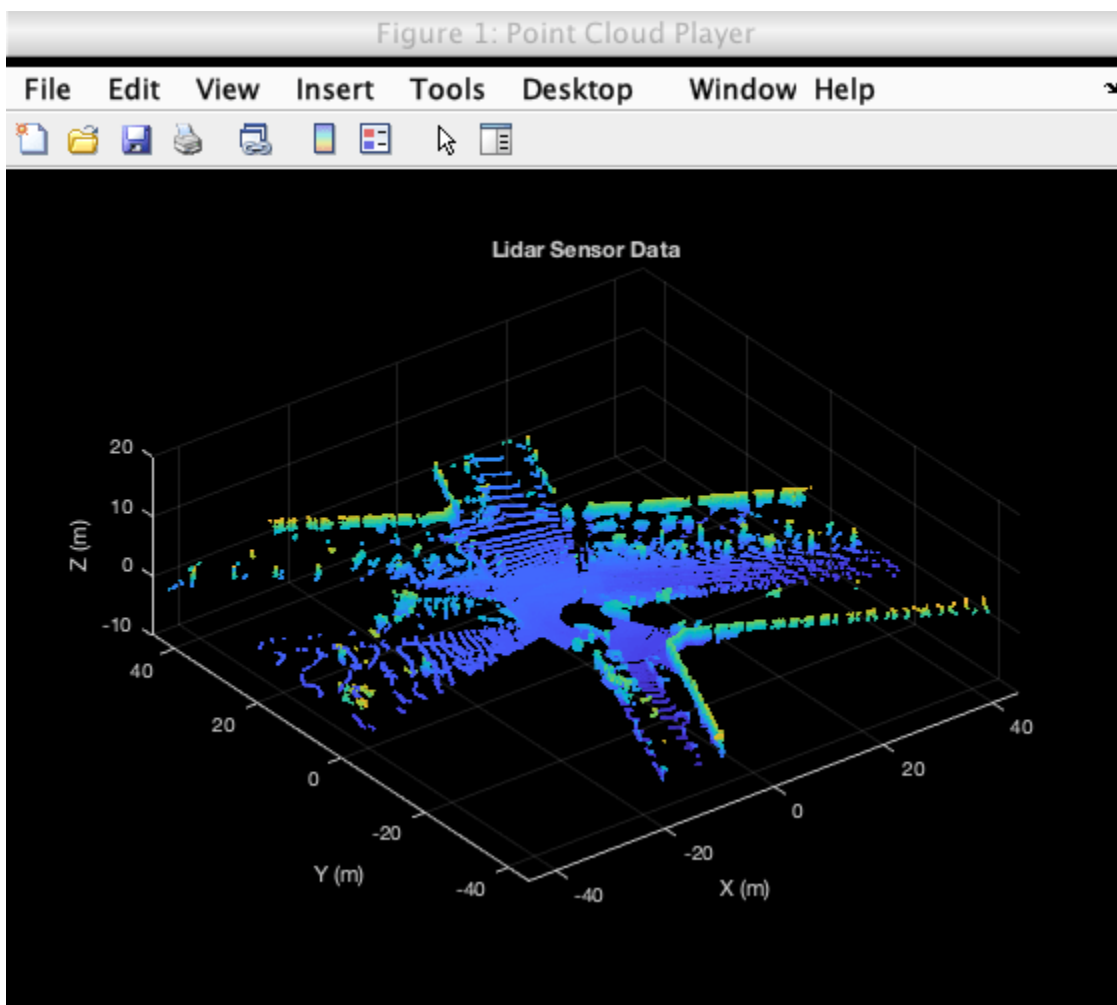 Figure 1: Point Cloud Player
File Edit View Insert Tools Desktop Window Help
Lidar Sensor Data
20
10
0
-10
Z (m)
40
20
0
-20
-40
Y (m)
40
20
0
-20
-40
X (m)